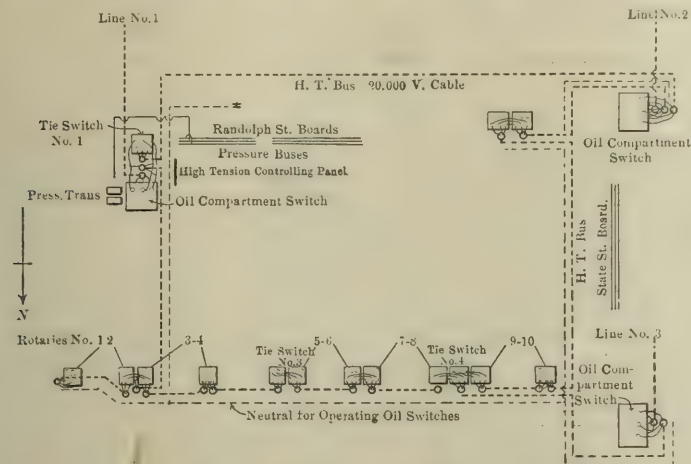 Line No.1
Line No.2
H. T. Bus 20.000 V. Cable
Tie Switch
No. 1
Randolph St. Boards
Pressure Buses
High Tension Controlling Panel
Oil Compartment
Switch
Press. Trans
Oil Compartment Switch
H. T. Bus
State St. Board.
N
Rotaries No. 1 2
3-4
Tie Switch
No.3
5-6
7-8
Tie Switch
No.4
9-10
Line No. 3
Oil Com-
partment
Switch
Neutral for Operating Oil Switches